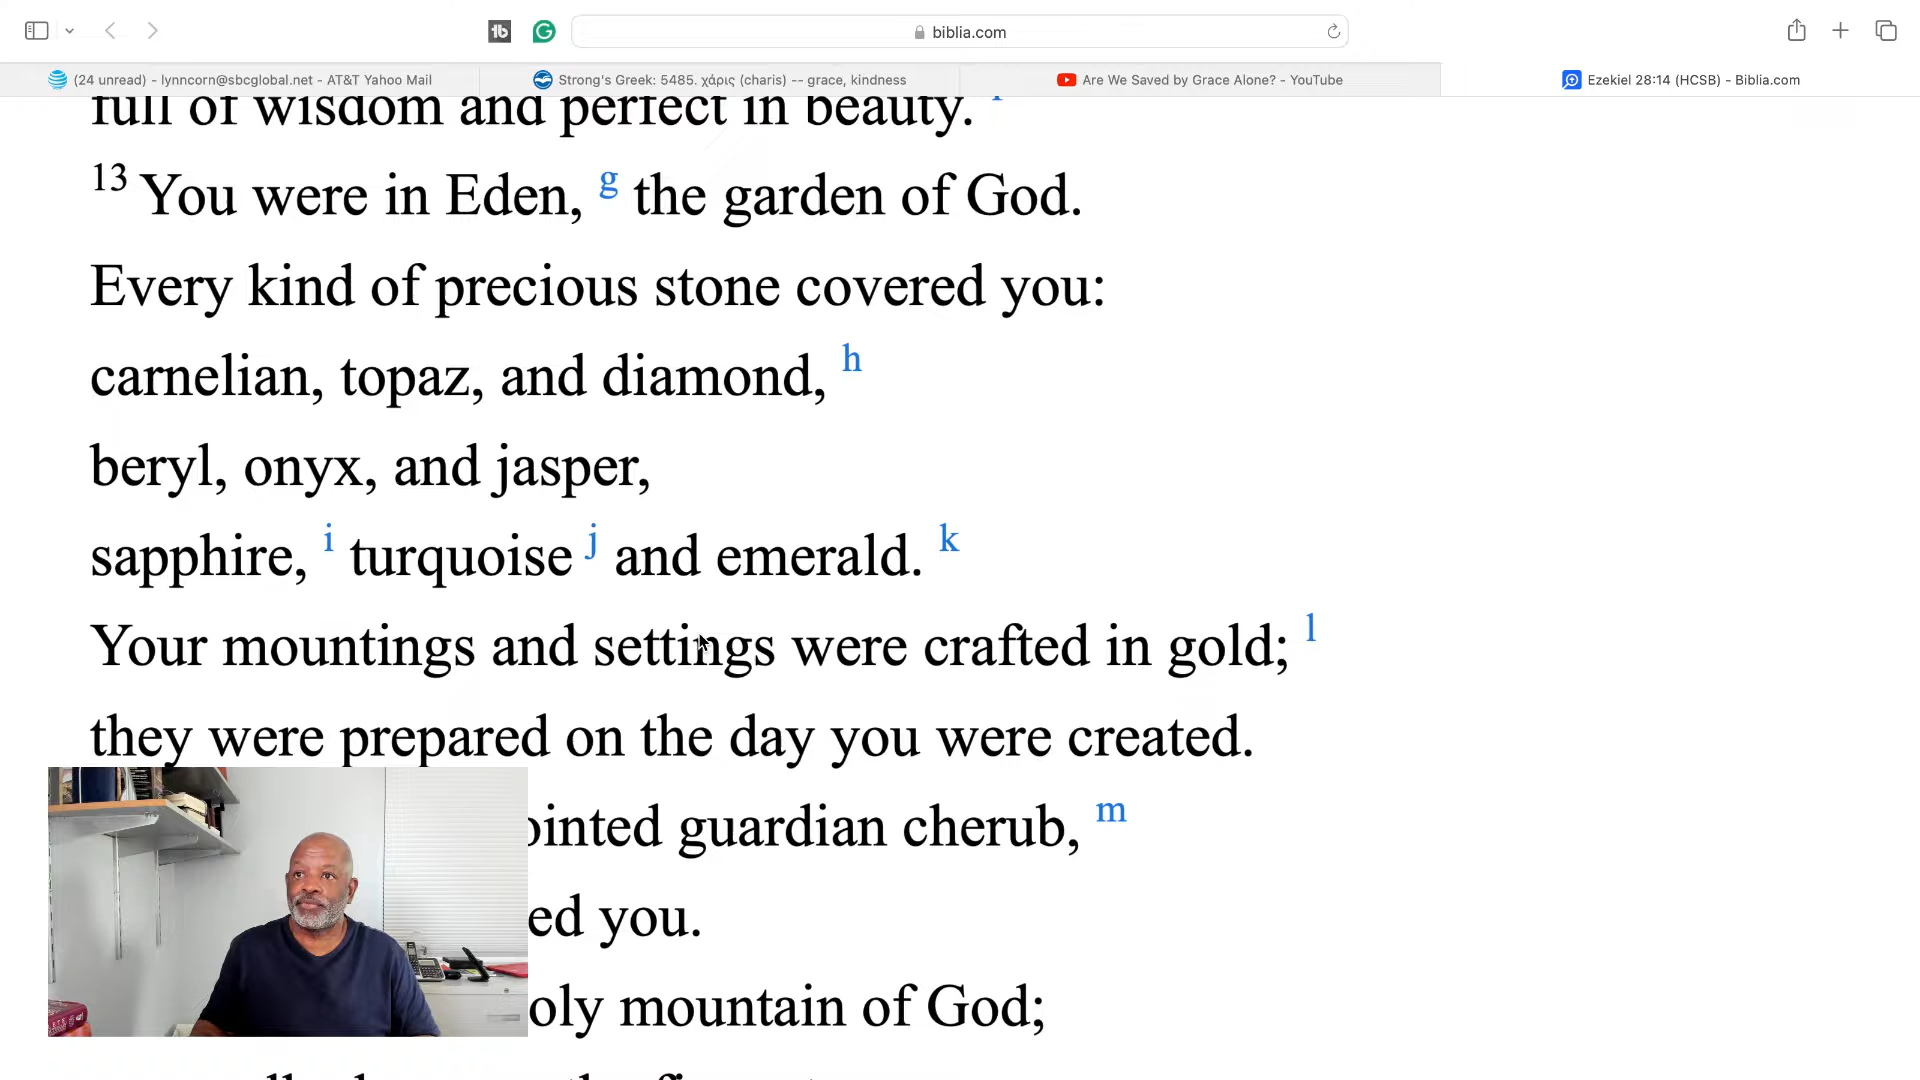 biblia.com
(24 unread) - lynncorn@sbcglobal.net - AT&T Yahoo Mail
Strong's Greek: 5485. χάρις (charis) -- grace, kindness
Are We Saved by Grace Alone? - YouTube
Ezekiel 28:14 (HCSB) - Biblia.com
full of wisdom and perfect in beauty.
13 You were in Eden, g the garden of God.
Every kind of precious stone covered you:
carnelian, topaz, and diamond, h
beryl, onyx, and jasper,
sapphire, i turquoise j and emerald. k
Your mountings and settings were crafted in gold; l
they were prepared on the day you were created.
ointed guardian cherub, m
ed you.
oly mountain of God;